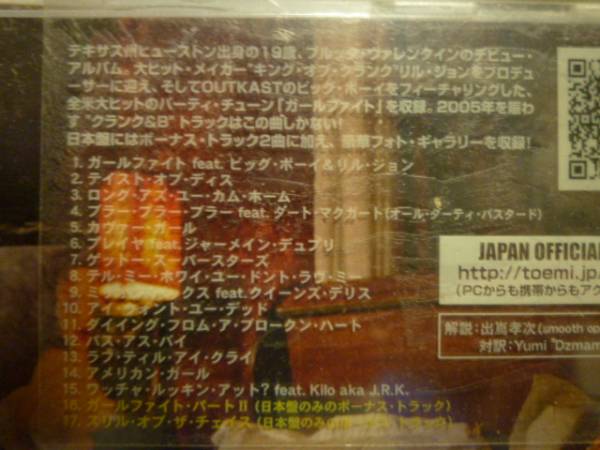 テキサス州ヒューストン出身の19歳、ブルック・ヴァレンタインのデビュー・
アルバム。大ヒット・メイカー"キング・オブ・クランク"リル・ジョンをプロデュ
ーサーに迎え、そしてOUTKASTのビッグ・ボーイをフィーチャリングした、
全米大ヒットのパーティ・チューン「ガールファイト」を収録。2005年を賑わ
す "クランク&B" トラックはこの曲しかない!
日本盤にはボーナス・トラック2曲に加え、豪華フォト・ギャラリーを収録!
1. ガールファイト feat. ビッグ・ボーイ&リル・ジョン
2. テイスト・オブ・ディス
3. ロング・アズ・ユー・カム・ホーム
4. ブラー・ブラー・ブラー feat. ダート・マクガート(オール・ダーティ・バスタード)
5. カヴァー・ガール
6. プレイヤ feat. ジャーメイン・デュプリ
7. ゲットー・スーパースターズ
8. テル・ミー・ホワイ・ユー・ドント・ラヴ・ミー
9. クス feat. クイーンズ・デリス
10. アイ・ウォント・ユー・デッド
11. ダイイング・フロム・ア・ブロークン・ハート
12. パス・アス・バイ
13. ラフ・ティル・アイ・クライ
14. アメリカン・ガール
15. ワッチャ・ルッキン・アット? feat. Kilo aka J.R.K.
16. ガールファイト・パートⅡ (日本盤のみのボーナス・トラック)
17. スリル・オブ・ザ・チェイス (日本盤のみのボーナス・トラック)
JAPAN OFFICIAL
http://toemi.jp/
(PCからも携帯からもアク
解説:出嶌孝次(smooth op
対訳:Yumi "Dzmam